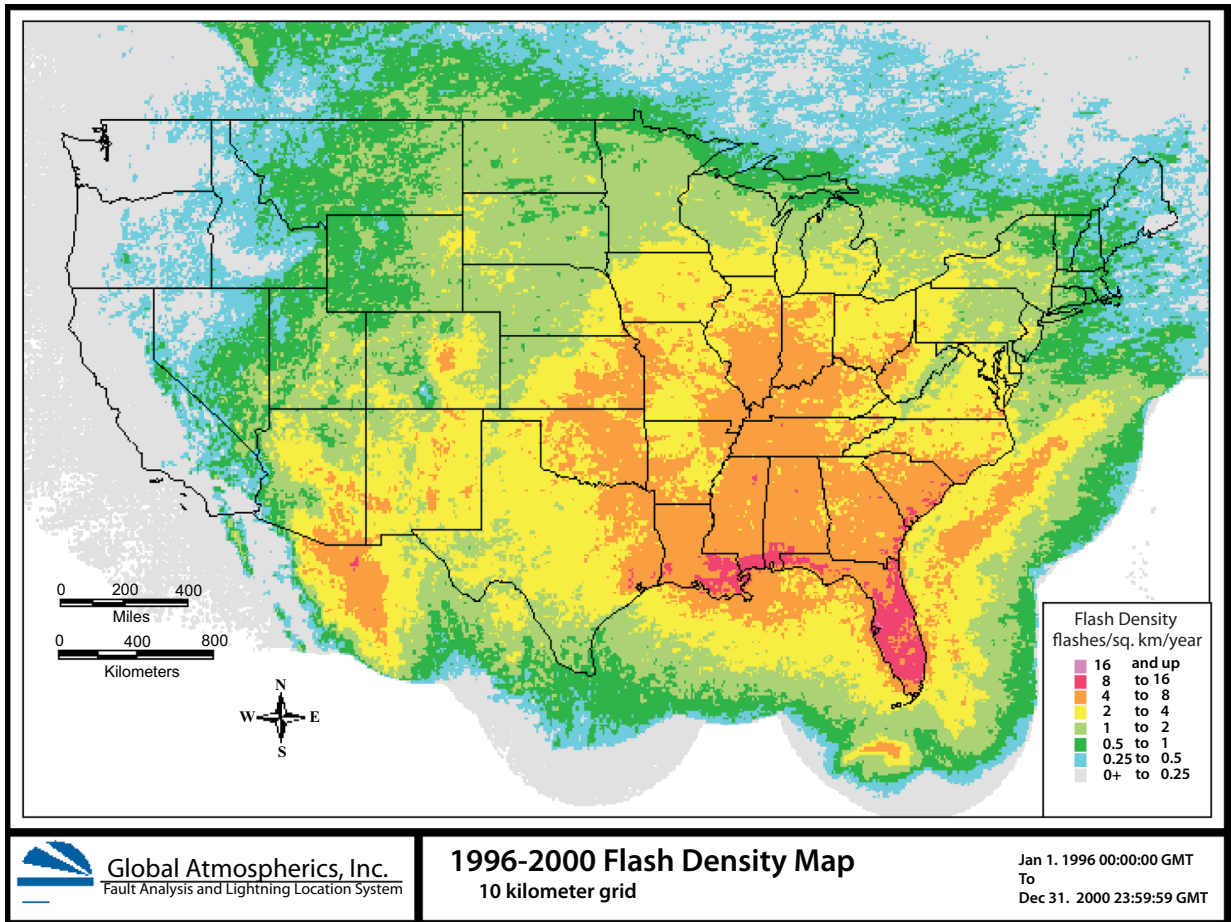 0 200 400
Miles
0 400 800
Kilometers
N
W E
S
Flash Density
flashes/sq. km/year
16 and up
8 to 16
4 to 8
2 to 4
1 to 2
0.5 to 1
0.25 to 0.5
0+ to 0.25
Global Atmospherics, Inc.
Fault Analysis and Lightning Location System
1996-2000 Flash Density Map
10 kilometer grid
Jan 1. 1996 00:00:00 GMT
To
Dec 31. 2000 23:59:59 GMT